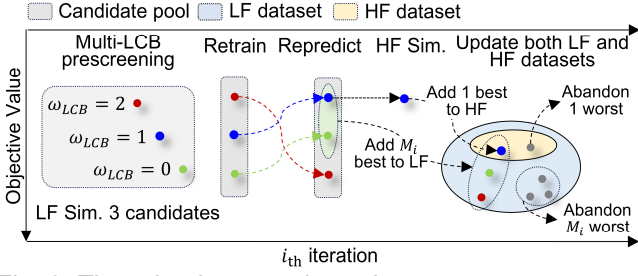 Candidate pool LF dataset HF dataset
Multi-LCB
prescreening
Retrain Repredict HF Sim. Update both LF and
HF datasets
Objective Value
ω_LCB = 2
ω_LCB = 1
ω_LCB = 0
LF Sim. 3 candidates
Add M_i
best to LF
Add 1 best
to HF
Abandon
1 worst
Abandon
M_i worst
i_th iteration